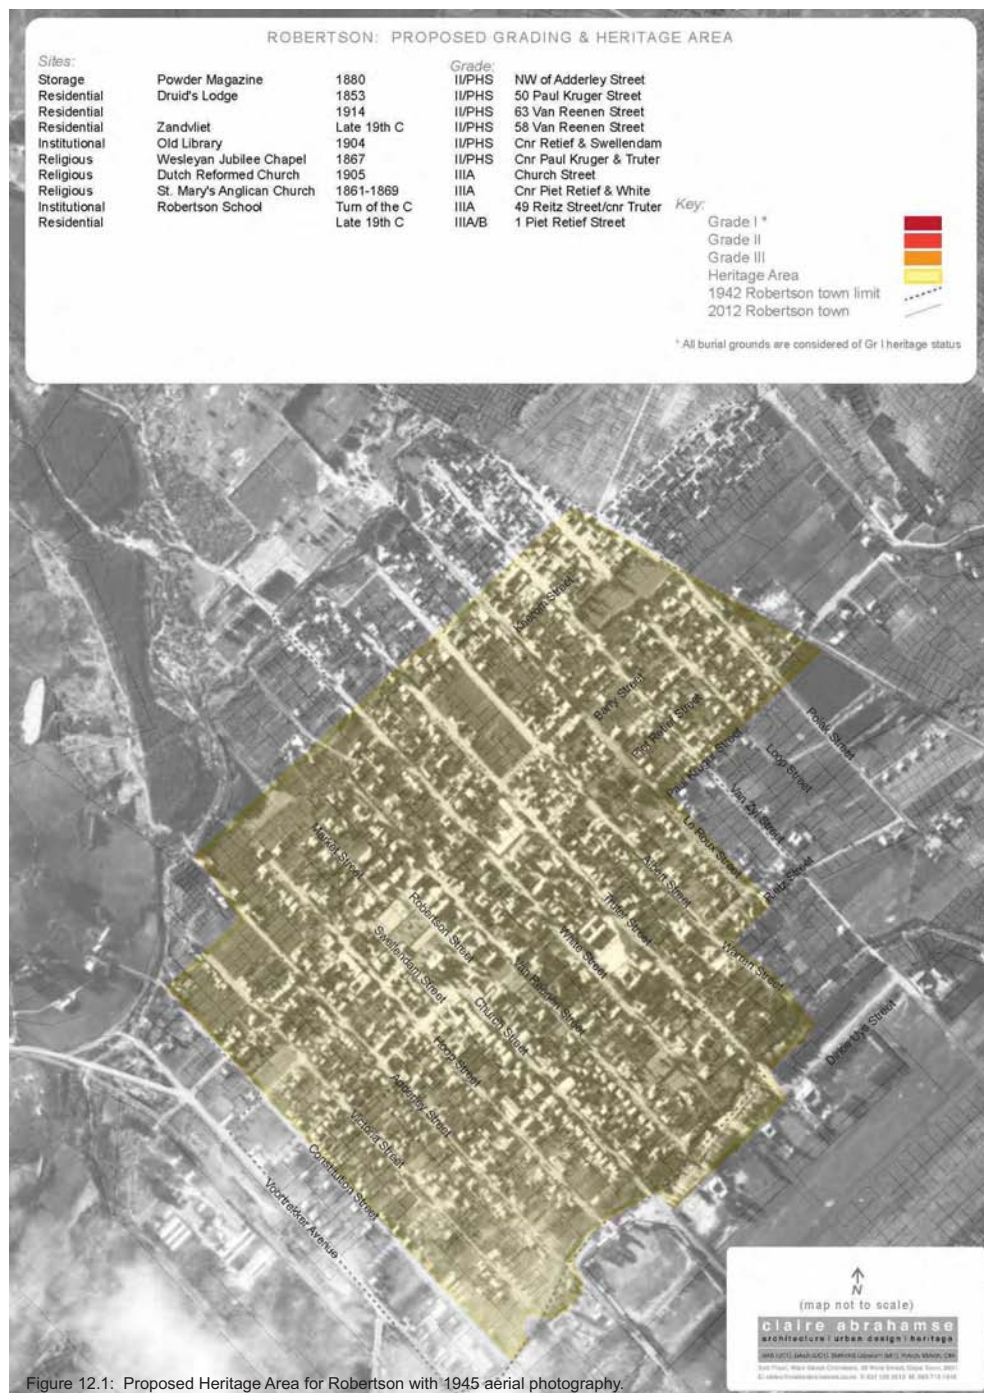 ROBERTSON: PROPOSED GRADING & HERITAGE AREA
Sites: Grade:
Storage Powder Magazine 1880 II/PHS NW of Adderley Street
Residential Druid's Lodge 1853 II/PHS 50 Paul Kruger Street
Residential 1914 II/PHS 63 Van Reenen Street
Residential Zandvliet Late 19th C II/PHS 58 Van Reenen Street
Institutional Old Library 1904 II/PHS Cnr Retief & Swellendam
Religious Wesleyan Jubilee Chapel 1867 II/PHS Cnr Paul Kruger & Truter
Religious Dutch Reformed Church 1905 IIIA Church Street
Religious St. Mary's Anglican Church 1861-1869 IIIA Cnr Piet Retief & White
Institutional Robertson School Turn of the C IIIA 49 Reitz Street/cnr Truter
Residential Late 19th C IIIA/B 1 Piet Retief Street
Key:
Grade I *
Grade II
Grade III
Heritage Area
1942 Robertson town limit
2012 Robertson town
* All burial grounds are considered of Gr I heritage status
Street
Barry Street
Piet Retief Street
Paul Kruger Street
Polak Street
Loop Street
Van Zyl Street
Le Roux Street
Reitz Street
Albert Street
Truter Street
Warren Street
White Street
Van Reenen Street
Market Street
Robertson Street
Swellendam Street
Church Street
Hoop Street
Adderley Street
Victoria Street
Constitution Street
Voortrekker Avenue
Dirkie Uys Street
N
(map not to scale)
claire abrahamse
architecture | urban design | heritage
Figure 12.1: Proposed Heritage Area for Robertson with 1945 aerial photography.